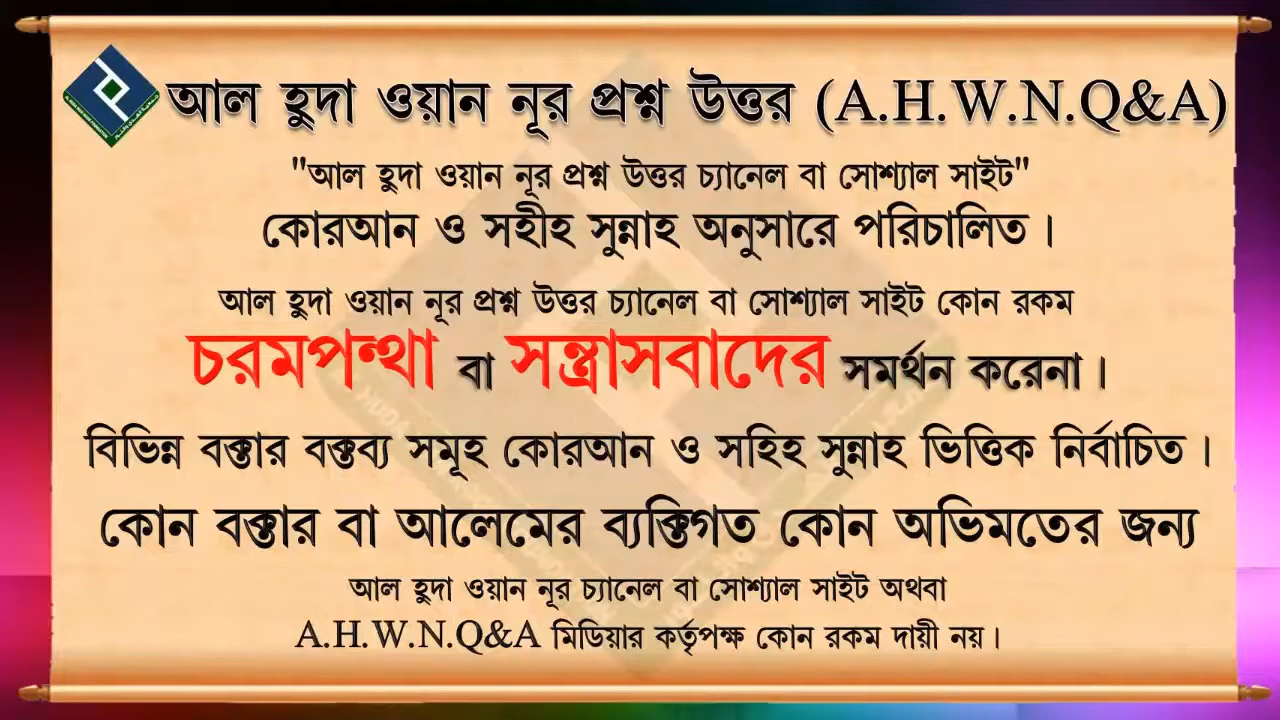 আল হুদা ওয়ান নূর প্রশ্ন উত্তর (A.H.W.N.Q&A)
"আল হুদা ওয়ান নূর প্রশ্ন উত্তর চ্যানেল বা সোশ্যাল সাইট"
কোরআন ও সহীহ সুন্নাহ অনুসারে পরিচালিত।
আল হুদা ওয়ান নূর প্রশ্ন উত্তর চ্যানেল বা সোশ্যাল সাইট কোন রকম
চরমপন্থা বা সন্ত্রাসবাদের সমর্থন করেনা।
বিভিন্ন বক্তার বক্তব্য সমূহ কোরআন ও সহিহ সুন্নাহ ভিত্তিক নির্বাচিত।
কোন বক্তার বা আলেমের ব্যক্তিগত কোন অভিমতের জন্য
আল হুদা ওয়ান নূর চ্যানেল বা সোশ্যাল সাইট অথবা
A.H.W.N.Q&A মিডিয়ার কর্তৃপক্ষ কোন রকম দায়ী নয়।